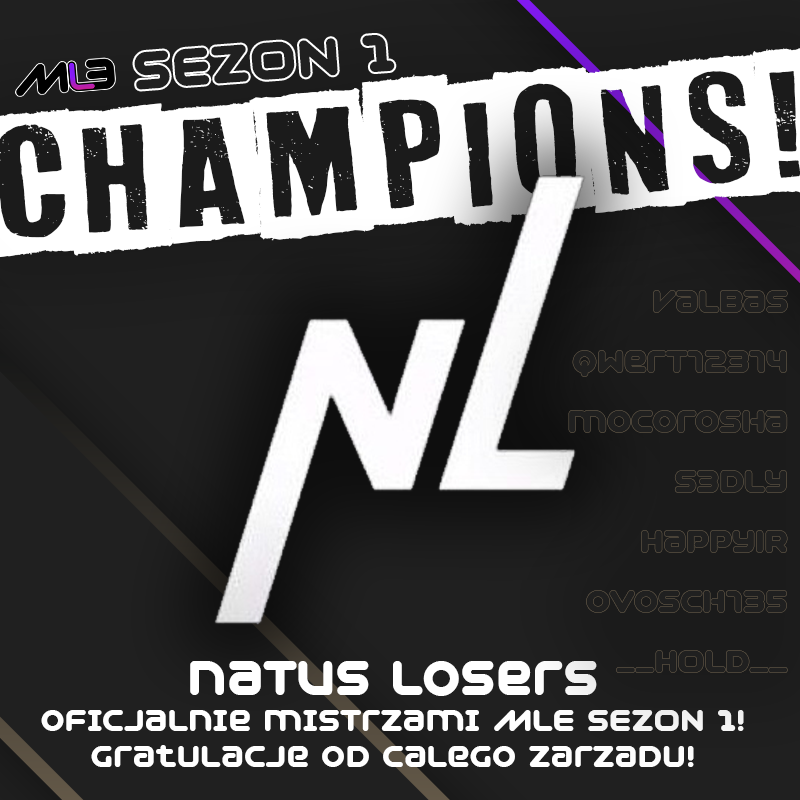 MLE SEZON 1
CHAMPIONS!
NL
VALBAS
QWERTY2314
MOCOROSHA
S3DLY
HAPPYIR
OVOSCH135
__HOLD__
NATUS LOSERS
OFICJALNIE MISTRZAMI MLE SEZON 1!
GRATULACJE OD CALEGO ZARZADU!